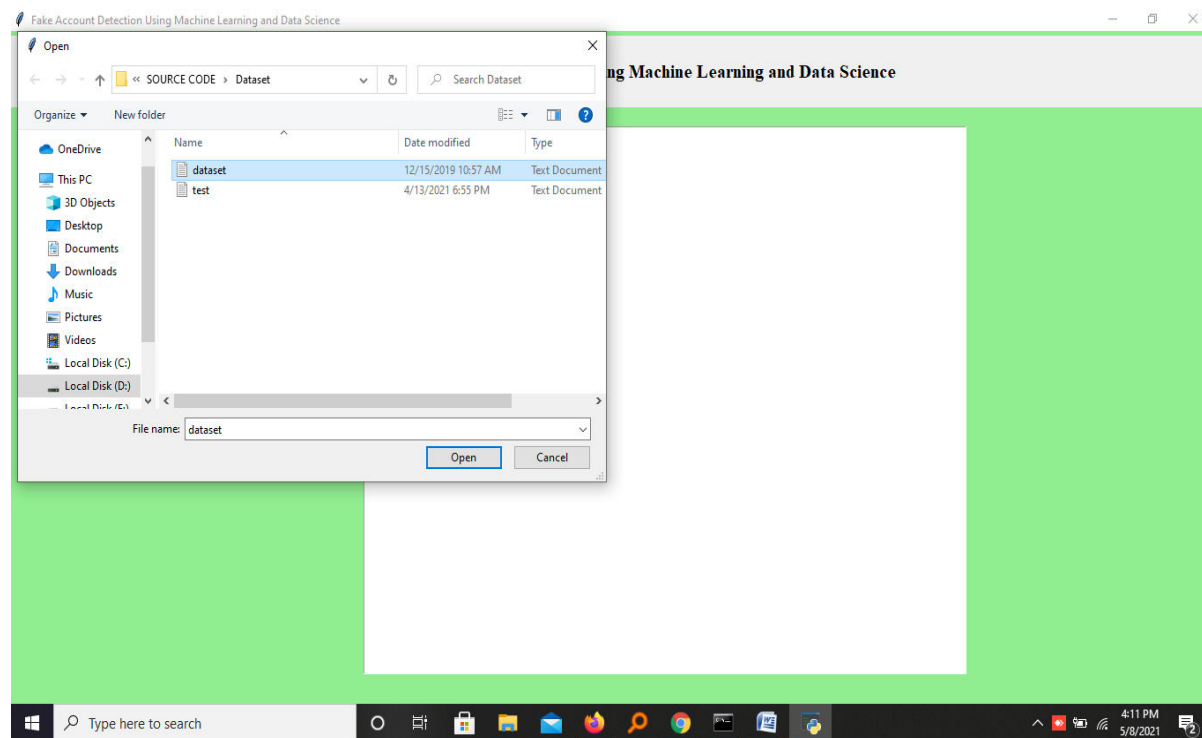 Fake Account Detection Using Machine Learning and Data Science
Open
« SOURCE CODE › Dataset
Search Dataset
ng Machine Learning and Data Science
Organize
New folder
Name
Date modified
Type
OneDrive
This PC
3D Objects
Desktop
Documents
Downloads
Music
Pictures
Videos
Local Disk (C:)
Local Disk (D:)
dataset 12/15/2019 10:57 AM Text Document
test 4/13/2021 6:55 PM Text Document
File name: dataset
Open Cancel
Type here to search
4:11 PM
5/8/2021
2